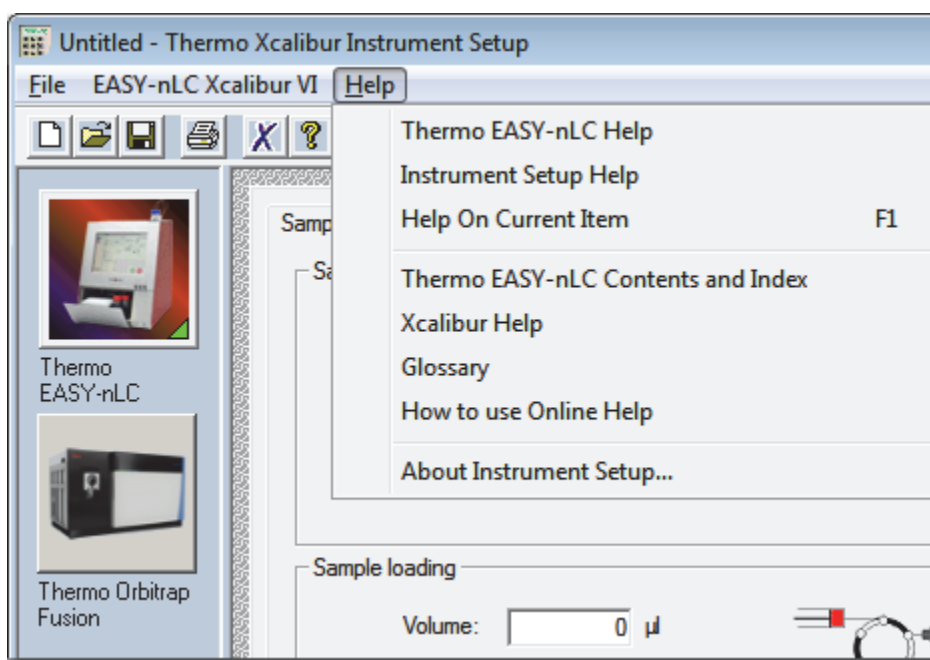 Untitled - Thermo Xcalibur Instrument Setup
File EASY-nLC Xcalibur VI Help
Thermo EASY-nLC Help
Instrument Setup Help
Help On Current Item F1
Thermo EASY-nLC Contents and Index
Xcalibur Help
Glossary
How to use Online Help
About Instrument Setup...
Thermo
EASY-nLC
Thermo Orbitrap
Fusion
Samp
Sa
Sample loading
Volume: 0 µl